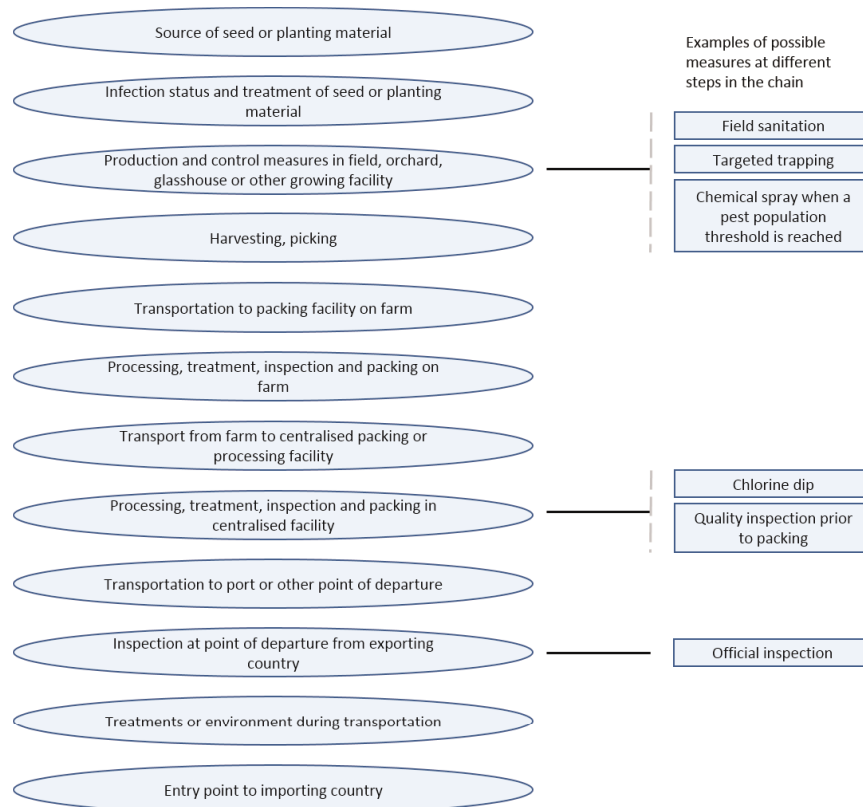 Source of seed or planting material
Infection status and treatment of seed or planting
material
Production and control measures in field, orchard,
glasshouse or other growing facility
Harvesting, picking
Transportation to packing facility on farm
Processing, treatment, inspection and packing on
farm
Transport from farm to centralised packing or
processing facility
Processing, treatment, inspection and packing in
centralised facility
Transportation to port or other point of departure
Inspection at point of departure from exporting
country
Treatments or environment during transportation
Entry point to importing country
Examples of possible
measures at different
steps in the chain
Field sanitation
Targeted trapping
Chemical spray when a
pest population
threshold is reached
Chlorine dip
Quality inspection prior
to packing
Official inspection